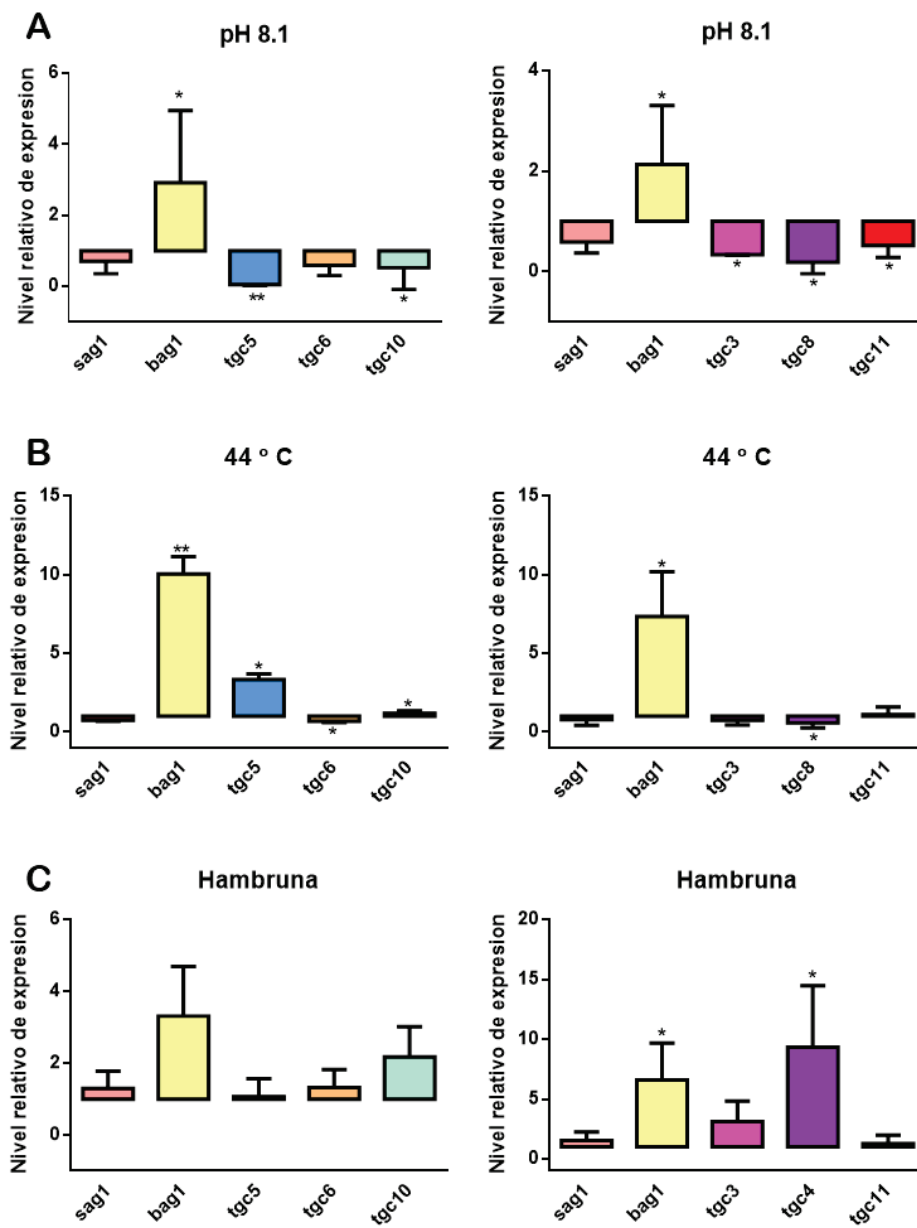 A
pH 8.1
Nivel relativo de expresion
6
4
2
0
*
**
*
sag1
bag1
tgc5
tgc6
tgc10
pH 8.1
Nivel relativo de expresion
4
2
0
*
*
*
*
sag1
bag1
tgc3
tgc8
tgc11
B
44 ° C
Nivel relativo de expresion
15
10
5
0
**
*
*
*
sag1
bag1
tgc5
tgc6
tgc10
44 ° C
Nivel relativo de expresion
15
10
5
0
*
*
sag1
bag1
tgc3
tgc8
tgc11
C
Hambruna
Nivel relativo de expresion
6
4
2
0
sag1
bag1
tgc5
tgc6
tgc10
Hambruna
Nivel relativo de expresion
20
15
10
5
0
*
*
sag1
bag1
tgc3
tgc4
tgc11